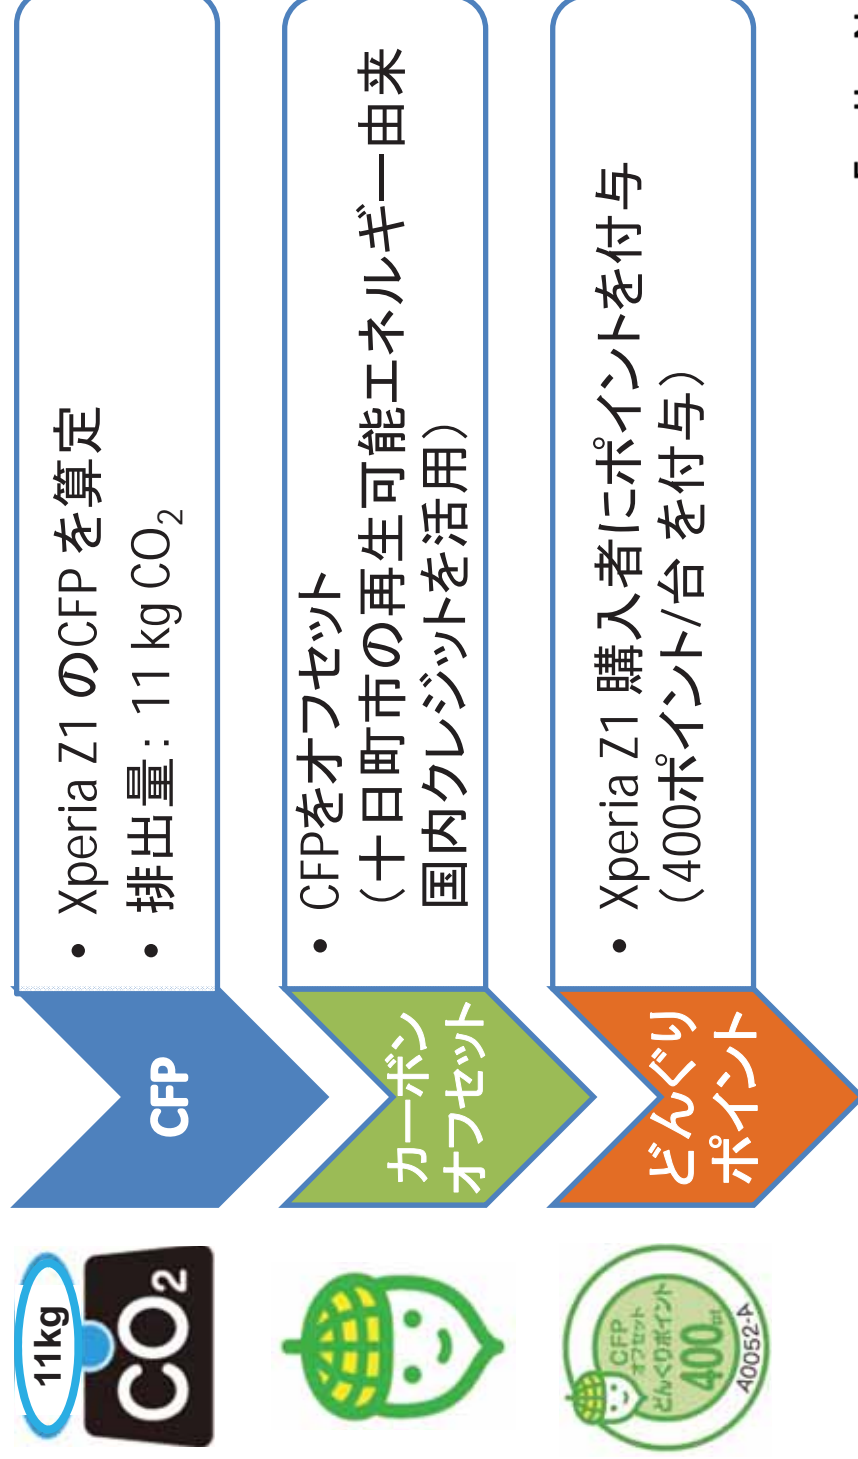 11kg
CO₂
CFP
• Xperia Z1 のCFP を算定
• 排出量: 11 kg CO₂
カーボン
オフセット
• CFPをオフセット
（十日町市の再生可能エネルギー由来
国内クレジットを活用）
CFP
オフセット
どんぐりポイント
400pt
A0052-A
どんぐり
ポイント
• Xperia Z1 購入者にポイントを付与
（400ポイント/台 を付与）